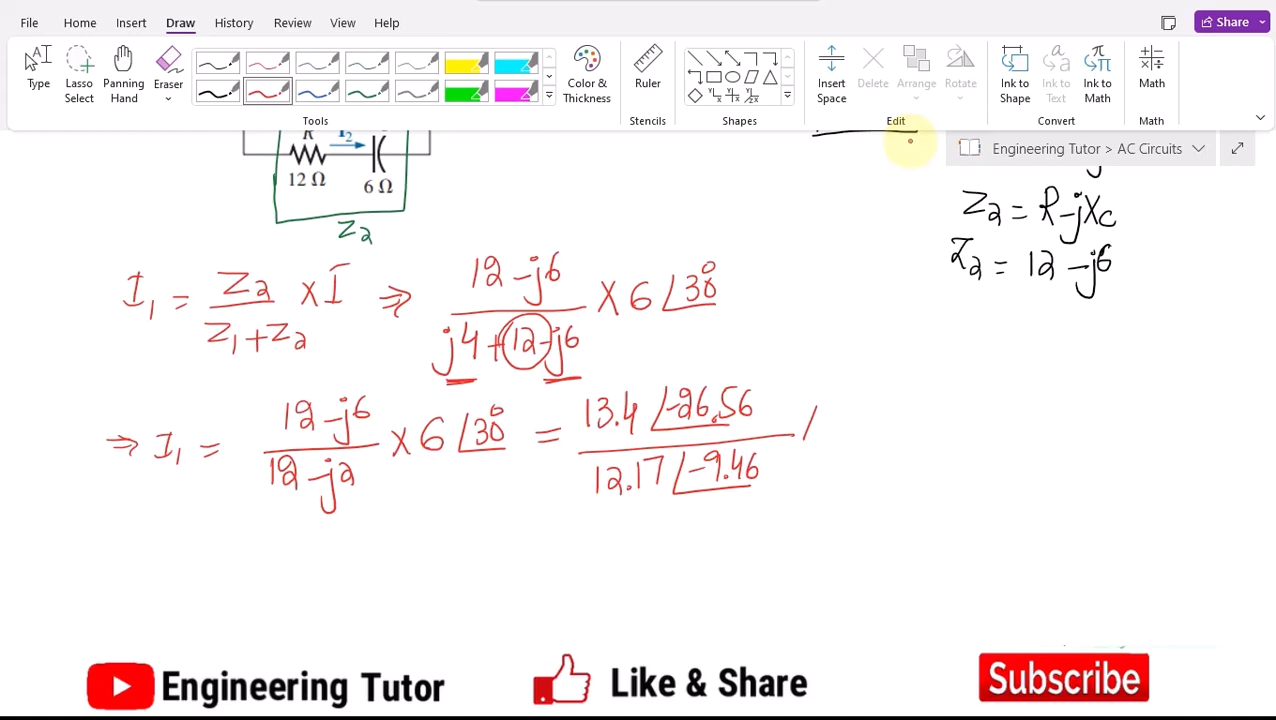 File Home Insert Draw History Review View Help Share
Type Lasso Select Panning Hand Eraser Color & Thickness Ruler Insert Space Delete Arrange Rotate Ink to Shape Ink to Text Ink to Math Math
Tools Stencils Shapes Edit Convert Math
Engineering Tutor > AC Circuits
I₂
12 Ω 6 Ω
Z₂
Z₂ = R-jXc
Z₂ = 12-j6
I₁ = Z₂/(Z₁+Z₂) × I ⇒ (12-j6)/(j4+12-j6) × 6∠30°
⇒ I₁ = (12-j6)/(12-j2) × 6∠30° = 13.4∠-26.56/12.17∠-9.46
Engineering Tutor Like & Share Subscribe